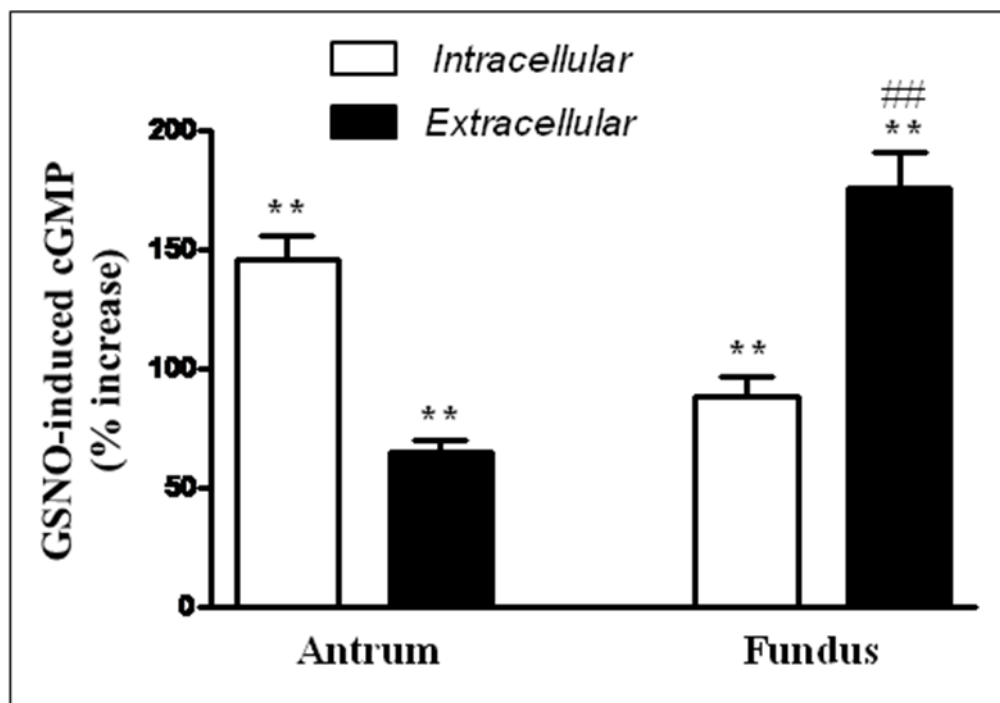 Intracellular
Extracellular
##
**
200
**
150
**
100
**
50
0
GSNO-induced cGMP
(% increase)
Antrum
Fundus